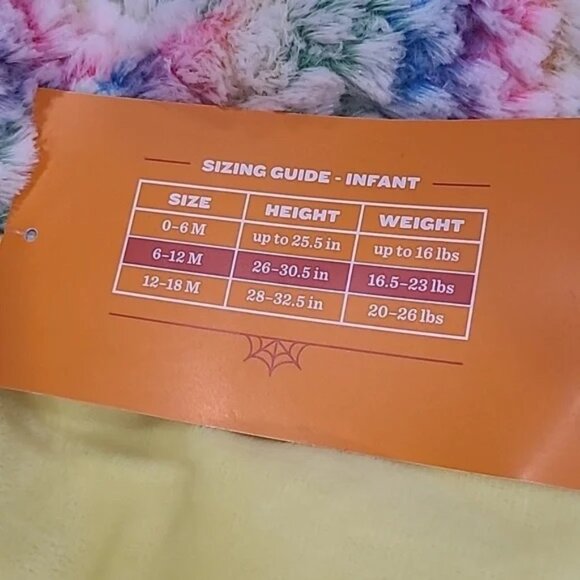 SIZING GUIDE - INFANT
SIZE HEIGHT WEIGHT
0-6 M up to 25.5 in up to 16 lbs
6-12 M 26-30.5 in 16.5-23 lbs
12-18 M 28-32.5 in 20-26 lbs